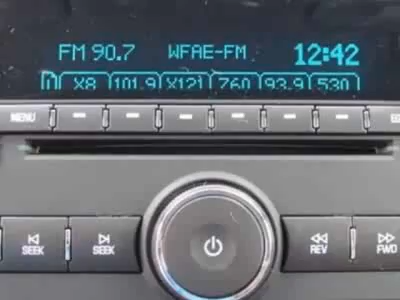 FM 90.7 WFAE-FM 12:42
X8 101.9 X121 760 93.9 530
MENU
SEEK SEEK REV FWD